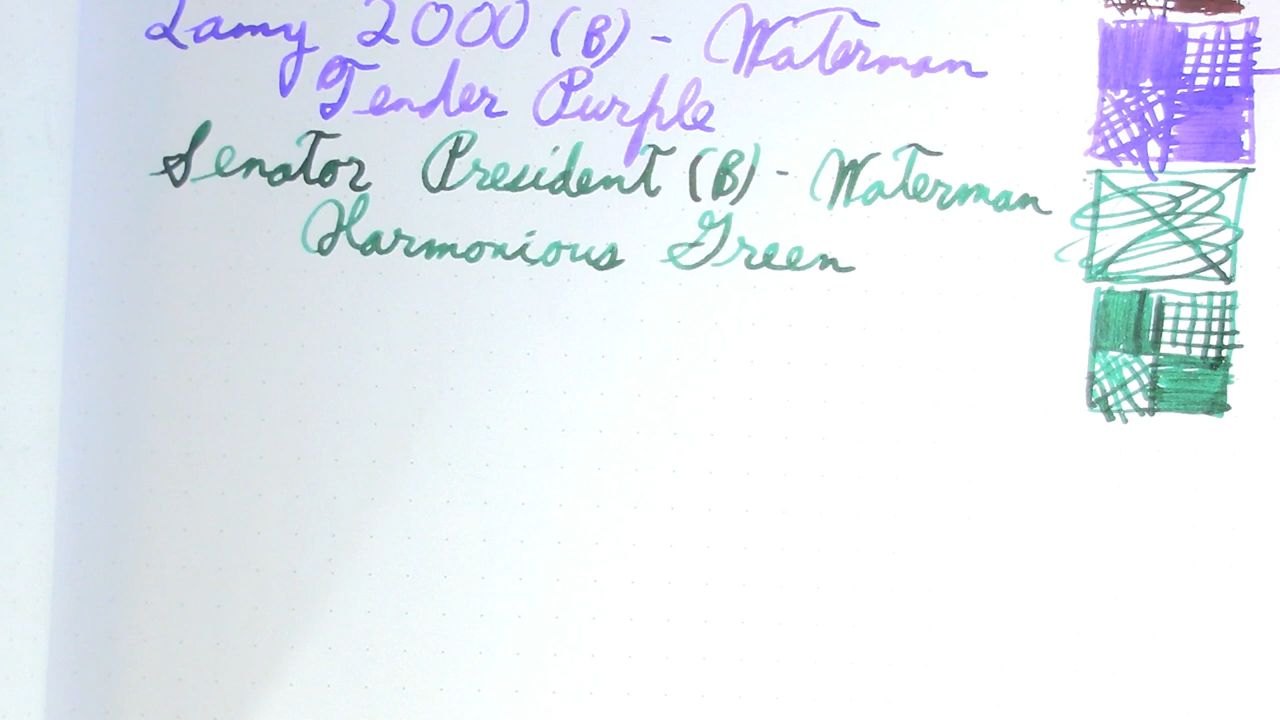 Lamy 2000 (B) - Waterman
Tender Purple
Senator President (B) - Waterman
Harmonious Green